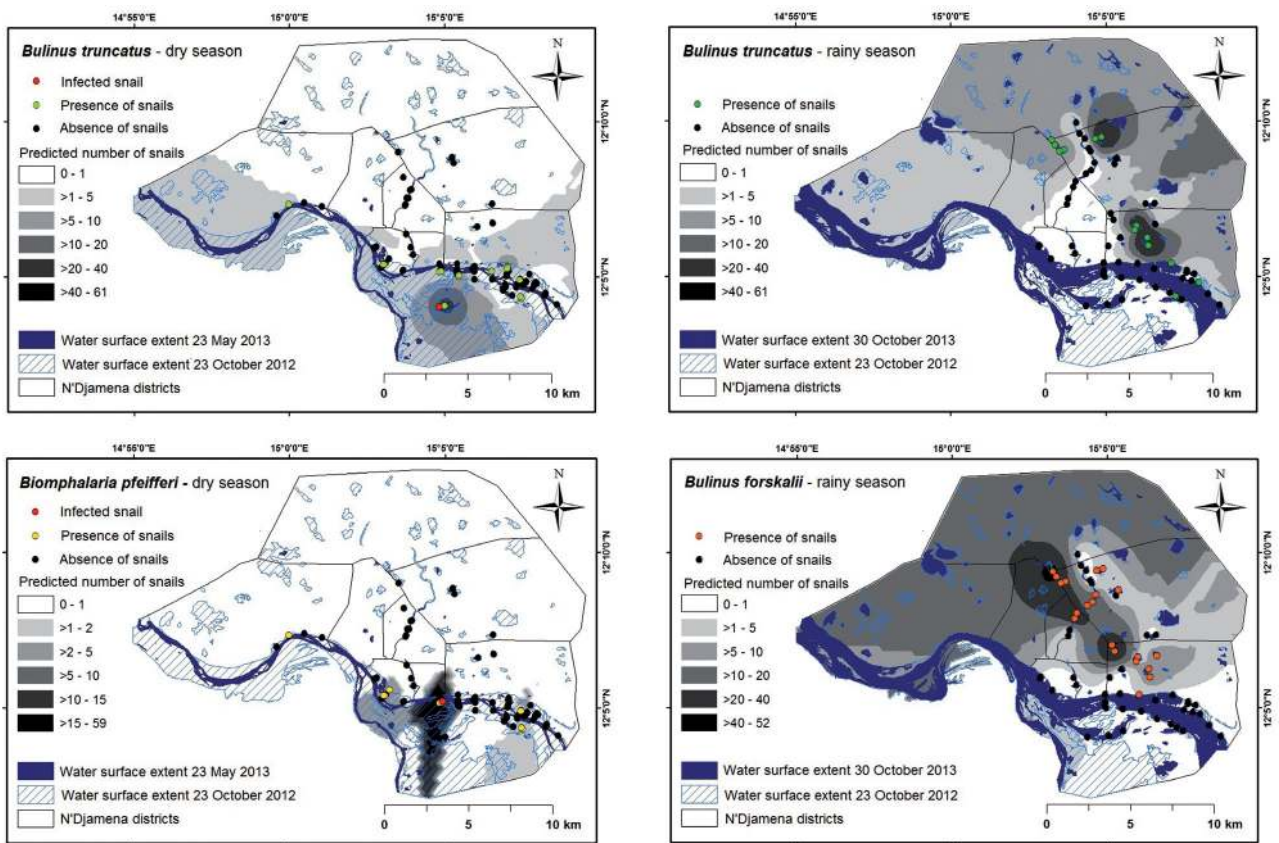 14°55'0"E 15°0'0"E 15°5'0"E
Bulinus truncatus - dry season
N
Infected snail
Presence of snails
Absence of snails
Predicted number of snails
0 - 1
>1 - 5
>5 - 10
>10 - 20
>20 - 40
>40 - 61
Water surface extent 23 May 2013
Water surface extent 23 October 2012
N'Djamena districts
0 5 10 km
12°10'0"N
12°5'0"N
14°55'0"E 15°0'0"E 15°5'0"E
Bulinus truncatus - rainy season
N
Presence of snails
Absence of snails
Predicted number of snails
0 - 1
>1 - 5
>5 - 10
>10 - 20
>20 - 40
>40 - 61
Water surface extent 30 October 2013
Water surface extent 23 October 2012
N'Djamena districts
0 5 10 km
12°10'0"N
12°5'0"N
14°55'0"E 15°0'0"E 15°5'0"E
Biomphalaria pfeifferi - dry season
N
Infected snail
Presence of snails
Absence of snails
Predicted number of snails
0 - 1
>1 - 2
>2 - 5
>5 - 10
>10 - 15
>15 - 59
Water surface extent 23 May 2013
Water surface extent 23 October 2012
N'Djamena districts
0 5 10 km
12°10'0"N
12°5'0"N
14°55'0"E 15°0'0"E 15°5'0"E
Bulinus forskalii - rainy season
N
Presence of snails
Absence of snails
Predicted number of snails
0 - 1
>1 - 5
>5 - 10
>10 - 20
>20 - 40
>40 - 52
Water surface extent 30 October 2013
Water surface extent 23 October 2012
N'Djamena districts
0 5 10 km
12°10'0"N
12°5'0"N